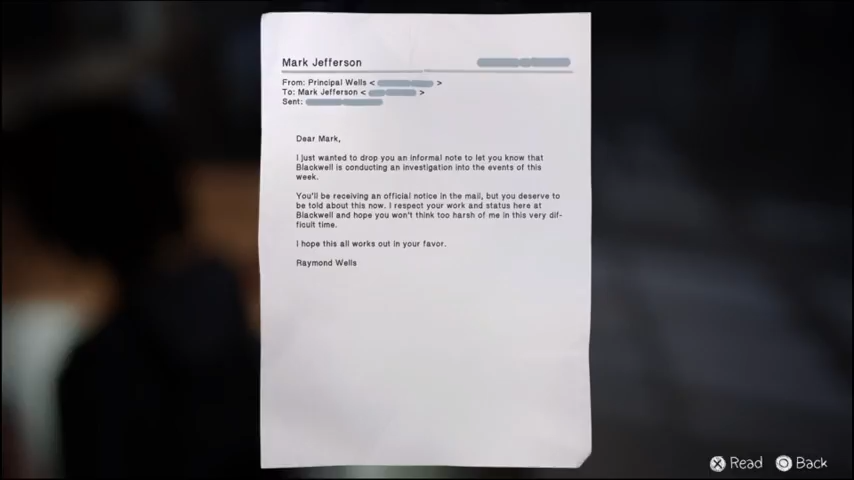 Mark Jefferson
From: Principal Wells < >
To: Mark Jefferson < >
Sent:
Dear Mark,
I just wanted to drop you an informal note to let you know that
Blackwell is conducting an investigation into the events of this
week.
You'll be receiving an official notice in the mail, but you deserve to
be told about this now. I respect your work and status here at
Blackwell and hope you won't think too harsh of me in this very dif-
ficult time.
I hope this all works out in your favor.
Raymond Wells
Read Back